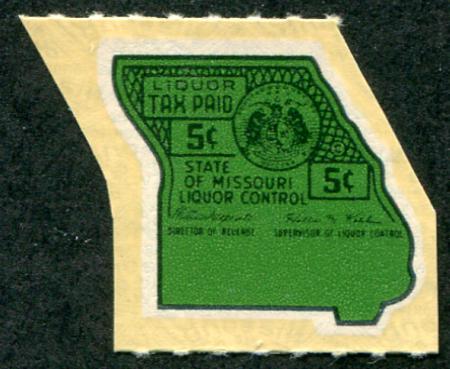 LIQUOR
TAX PAID
5¢
5¢
STATE
OF MISSOURI
LIQUOR CONTROL
DIRECTOR OF REVENUE SUPERVISOR OF LIQUOR CONTROL